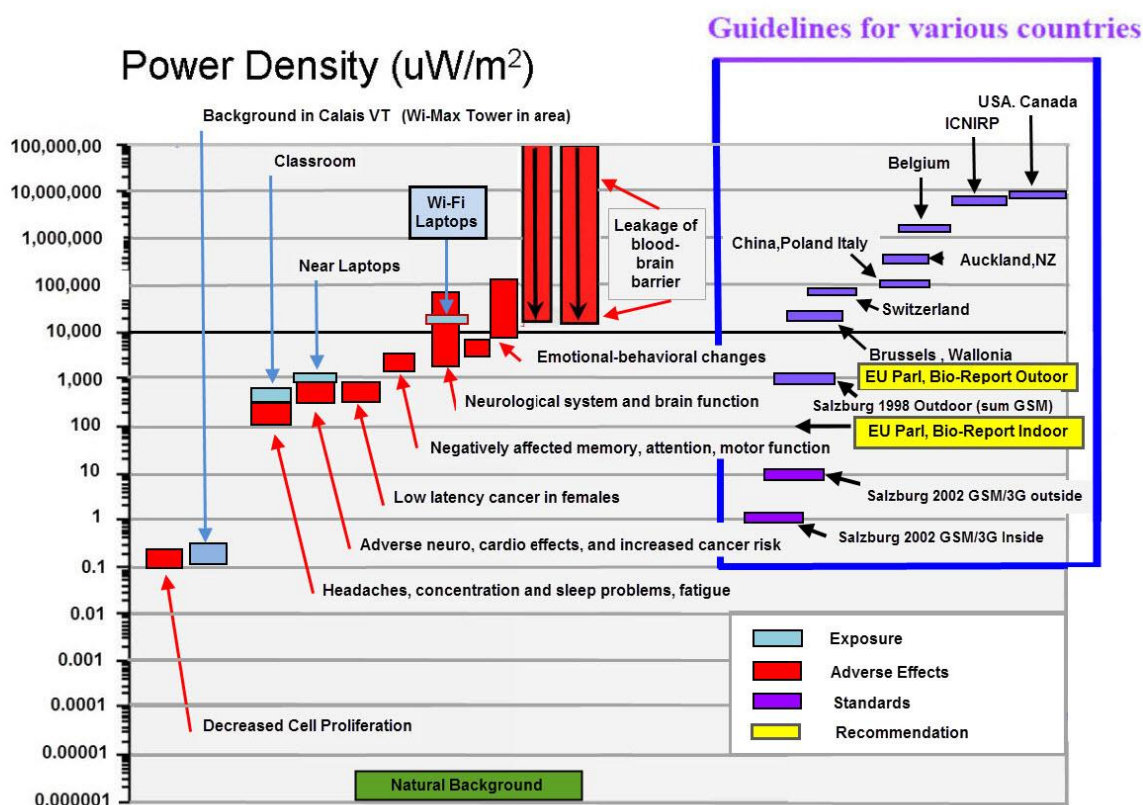 Guidelines for various countries
Power Density (uW/m²)
Background in Calais VT (Wi-Max Tower in area)
USA. Canada
ICNIRP
Classroom
Belgium
Wi-Fi
Laptops
Leakage of
blood-
brain
barrier
China,Poland Italy
Near Laptops
Auckland,NZ
Switzerland
Emotional-behavioral changes
Brussels , Wallonia
EU Parl, Bio-Report Outoor
Neurological system and brain function
Salzburg 1998 Outdoor (sum GSM)
EU Parl, Bio-Report Indoor
Negatively affected memory, attention, motor function
Low latency cancer in females
Salzburg 2002 GSM/3G outside
Adverse neuro, cardio effects, and increased cancer risk
Salzburg 2002 GSM/3G Inside
Headaches, concentration and sleep problems, fatigue
Decreased Cell Proliferation
Natural Background
100,000,00
10,000,000
1,000,000
100,000
10,000
1,000
100
10
1
0.1
0.01
0.001
0.0001
0.00001
0.000001
Exposure
Adverse Effects
Standards
Recommendation